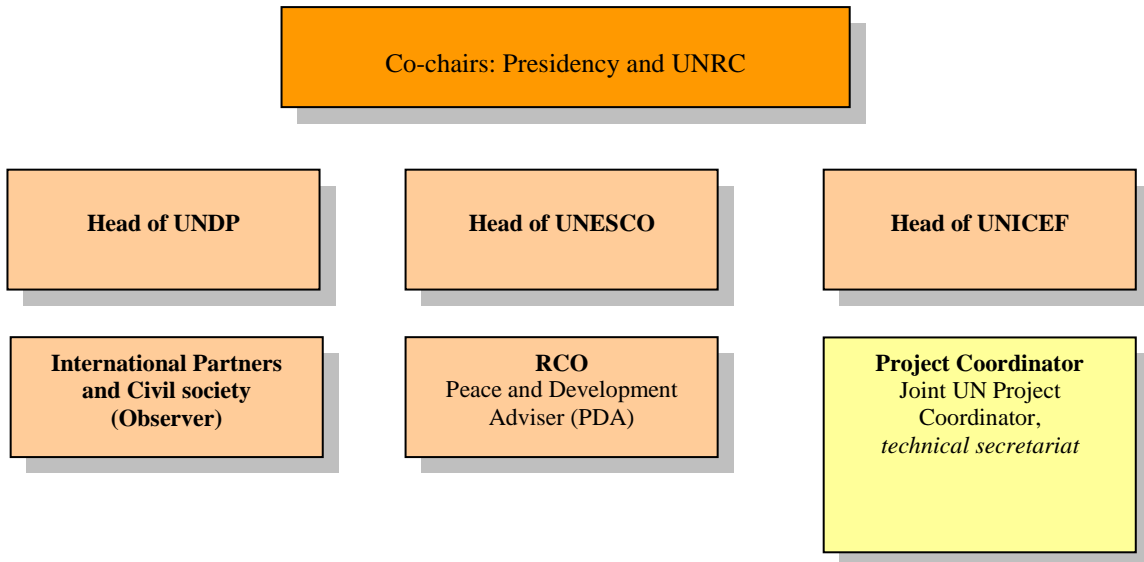 Co-chairs: Presidency and UNRC
Head of UNDP
Head of UNESCO
Head of UNICEF
International Partners
and Civil society
(Observer)
RCO
Peace and Development
Adviser (PDA)
Project Coordinator
Joint UN Project
Coordinator,
technical secretariat